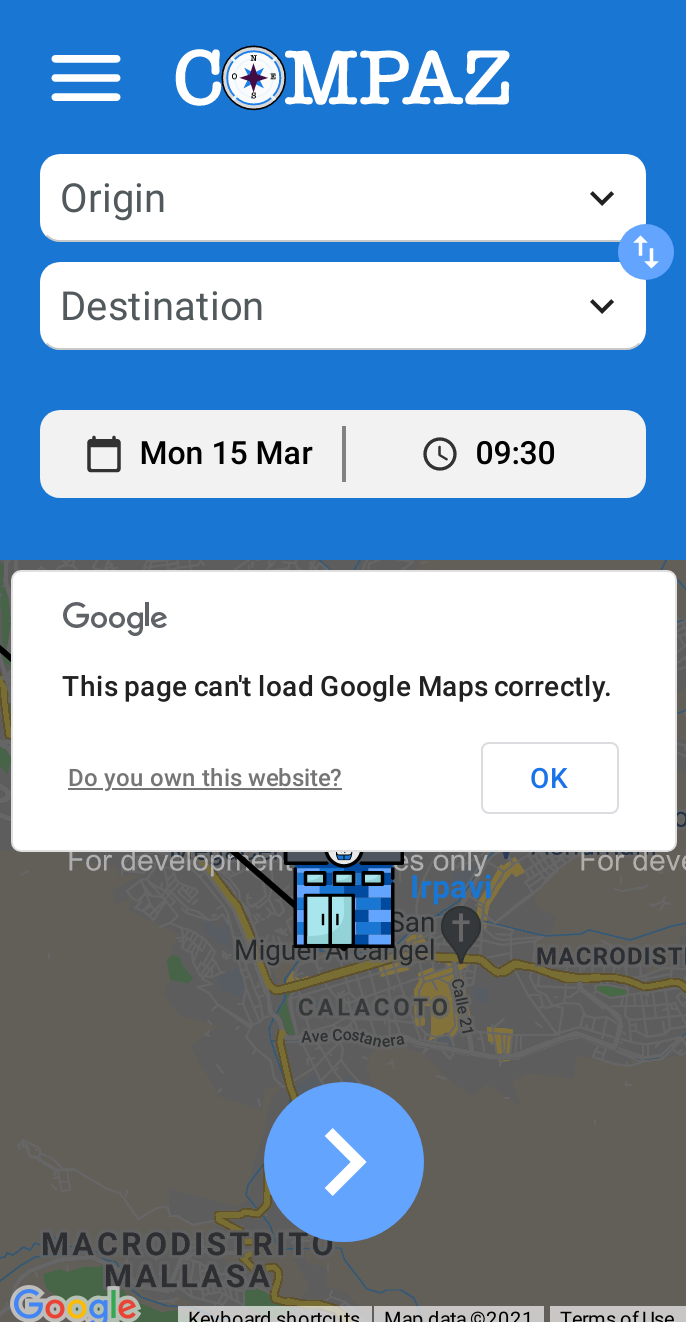 COMPAZ
N
O E
S
Origin
Destination
Mon 15 Mar
09:30
Google
This page can't load Google Maps correctly.
Do you own this website?
OK
For development
es only
For deve
Irpavi
San
Miguel Arcangel
MACRODISTRI
CALACOTO
Calle 21
Ave Costanera
MACRODISTRITO
MALLASA
Google
Keyboard shortcuts
Map data ©2021
Terms of Use